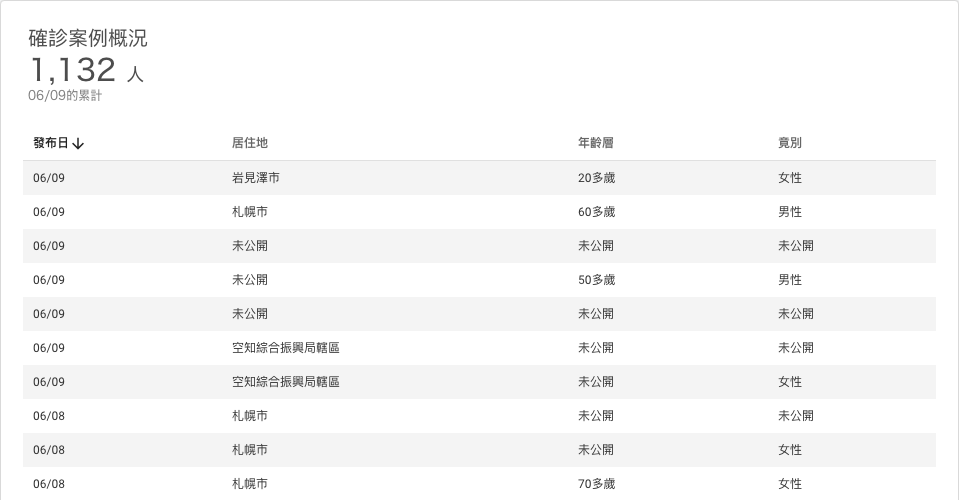 確診案例概況
1,132 人
06/09的累計
發布日↓ 居住地 年齡層 竟別
06/09 岩見澤市 20多歲 女性
06/09 札幌市 60多歲 男性
06/09 未公開 未公開 未公開
06/09 未公開 50多歲 男性
06/09 未公開 未公開 未公開
06/09 空知綜合振興局轄區 未公開 未公開
06/09 空知綜合振興局轄區 未公開 女性
06/08 札幌市 未公開 未公開
06/08 札幌市 未公開 女性
06/08 札幌市 70多歲 女性